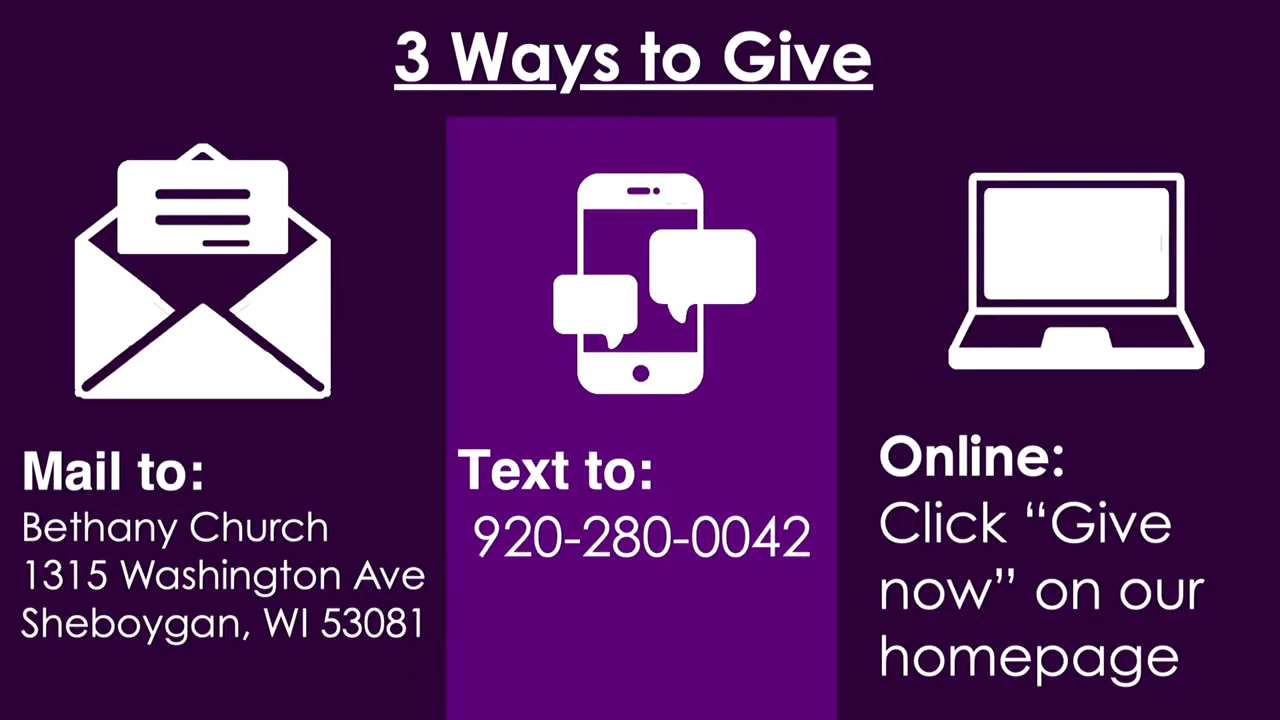 3 Ways to Give
Mail to:
Bethany Church
1315 Washington Ave
Sheboygan, WI 53081
Text to:
920-280-0042
Online:
Click “Give
now” on our
homepage